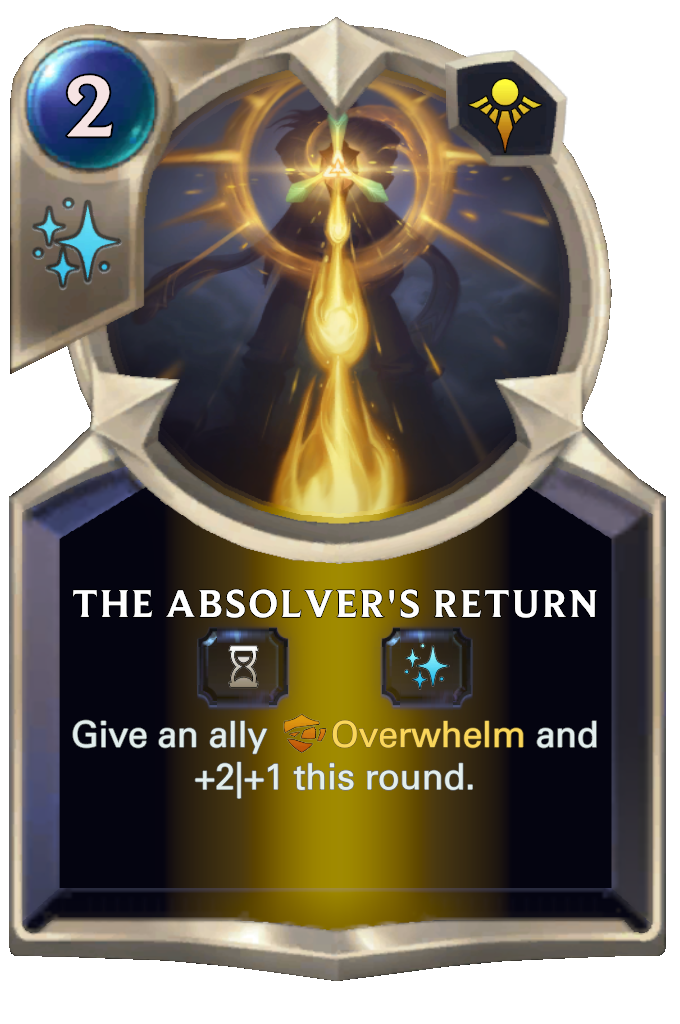 2
THE ABSOLVER'S RETURN
Give an ally Overwhelm and
+2|+1 this round.